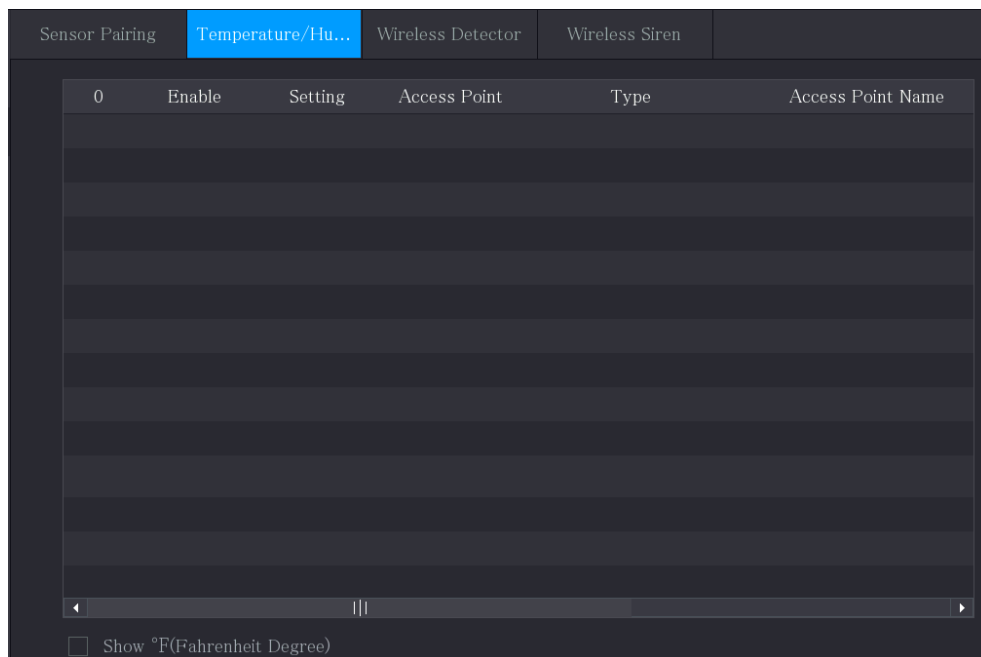 Sensor Pairing Temperature/Hu... Wireless Detector Wireless Siren
0 Enable Setting Access Point Type Access Point Name
Show °F(Fahrenheit Degree)